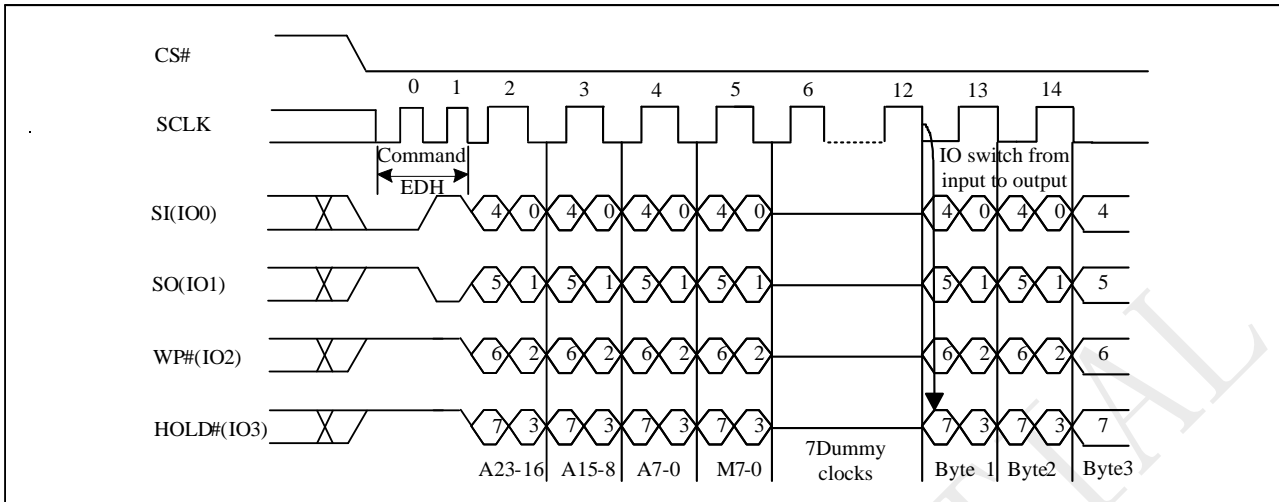 CS#
0 1 2 3 4 5 6 12 13 14
SCLK
Command
EDH
IO switch from
input to output
SI(IO0)
4 0 4 0 4 0 4 0 4 0 4 0 4
SO(IO1)
5 1 5 1 5 1 5 1 5 1 5 1 5
WP#(IO2)
6 2 6 2 6 2 6 2 6 2 6 2 6
HOLD#(IO3)
7 3 7 3 7 3 7 3 7 3 7 3 7
A23-16 A15-8 A7-0 M7-0
7Dummy
clocks
Byte 1 Byte2 Byte3
TIAL